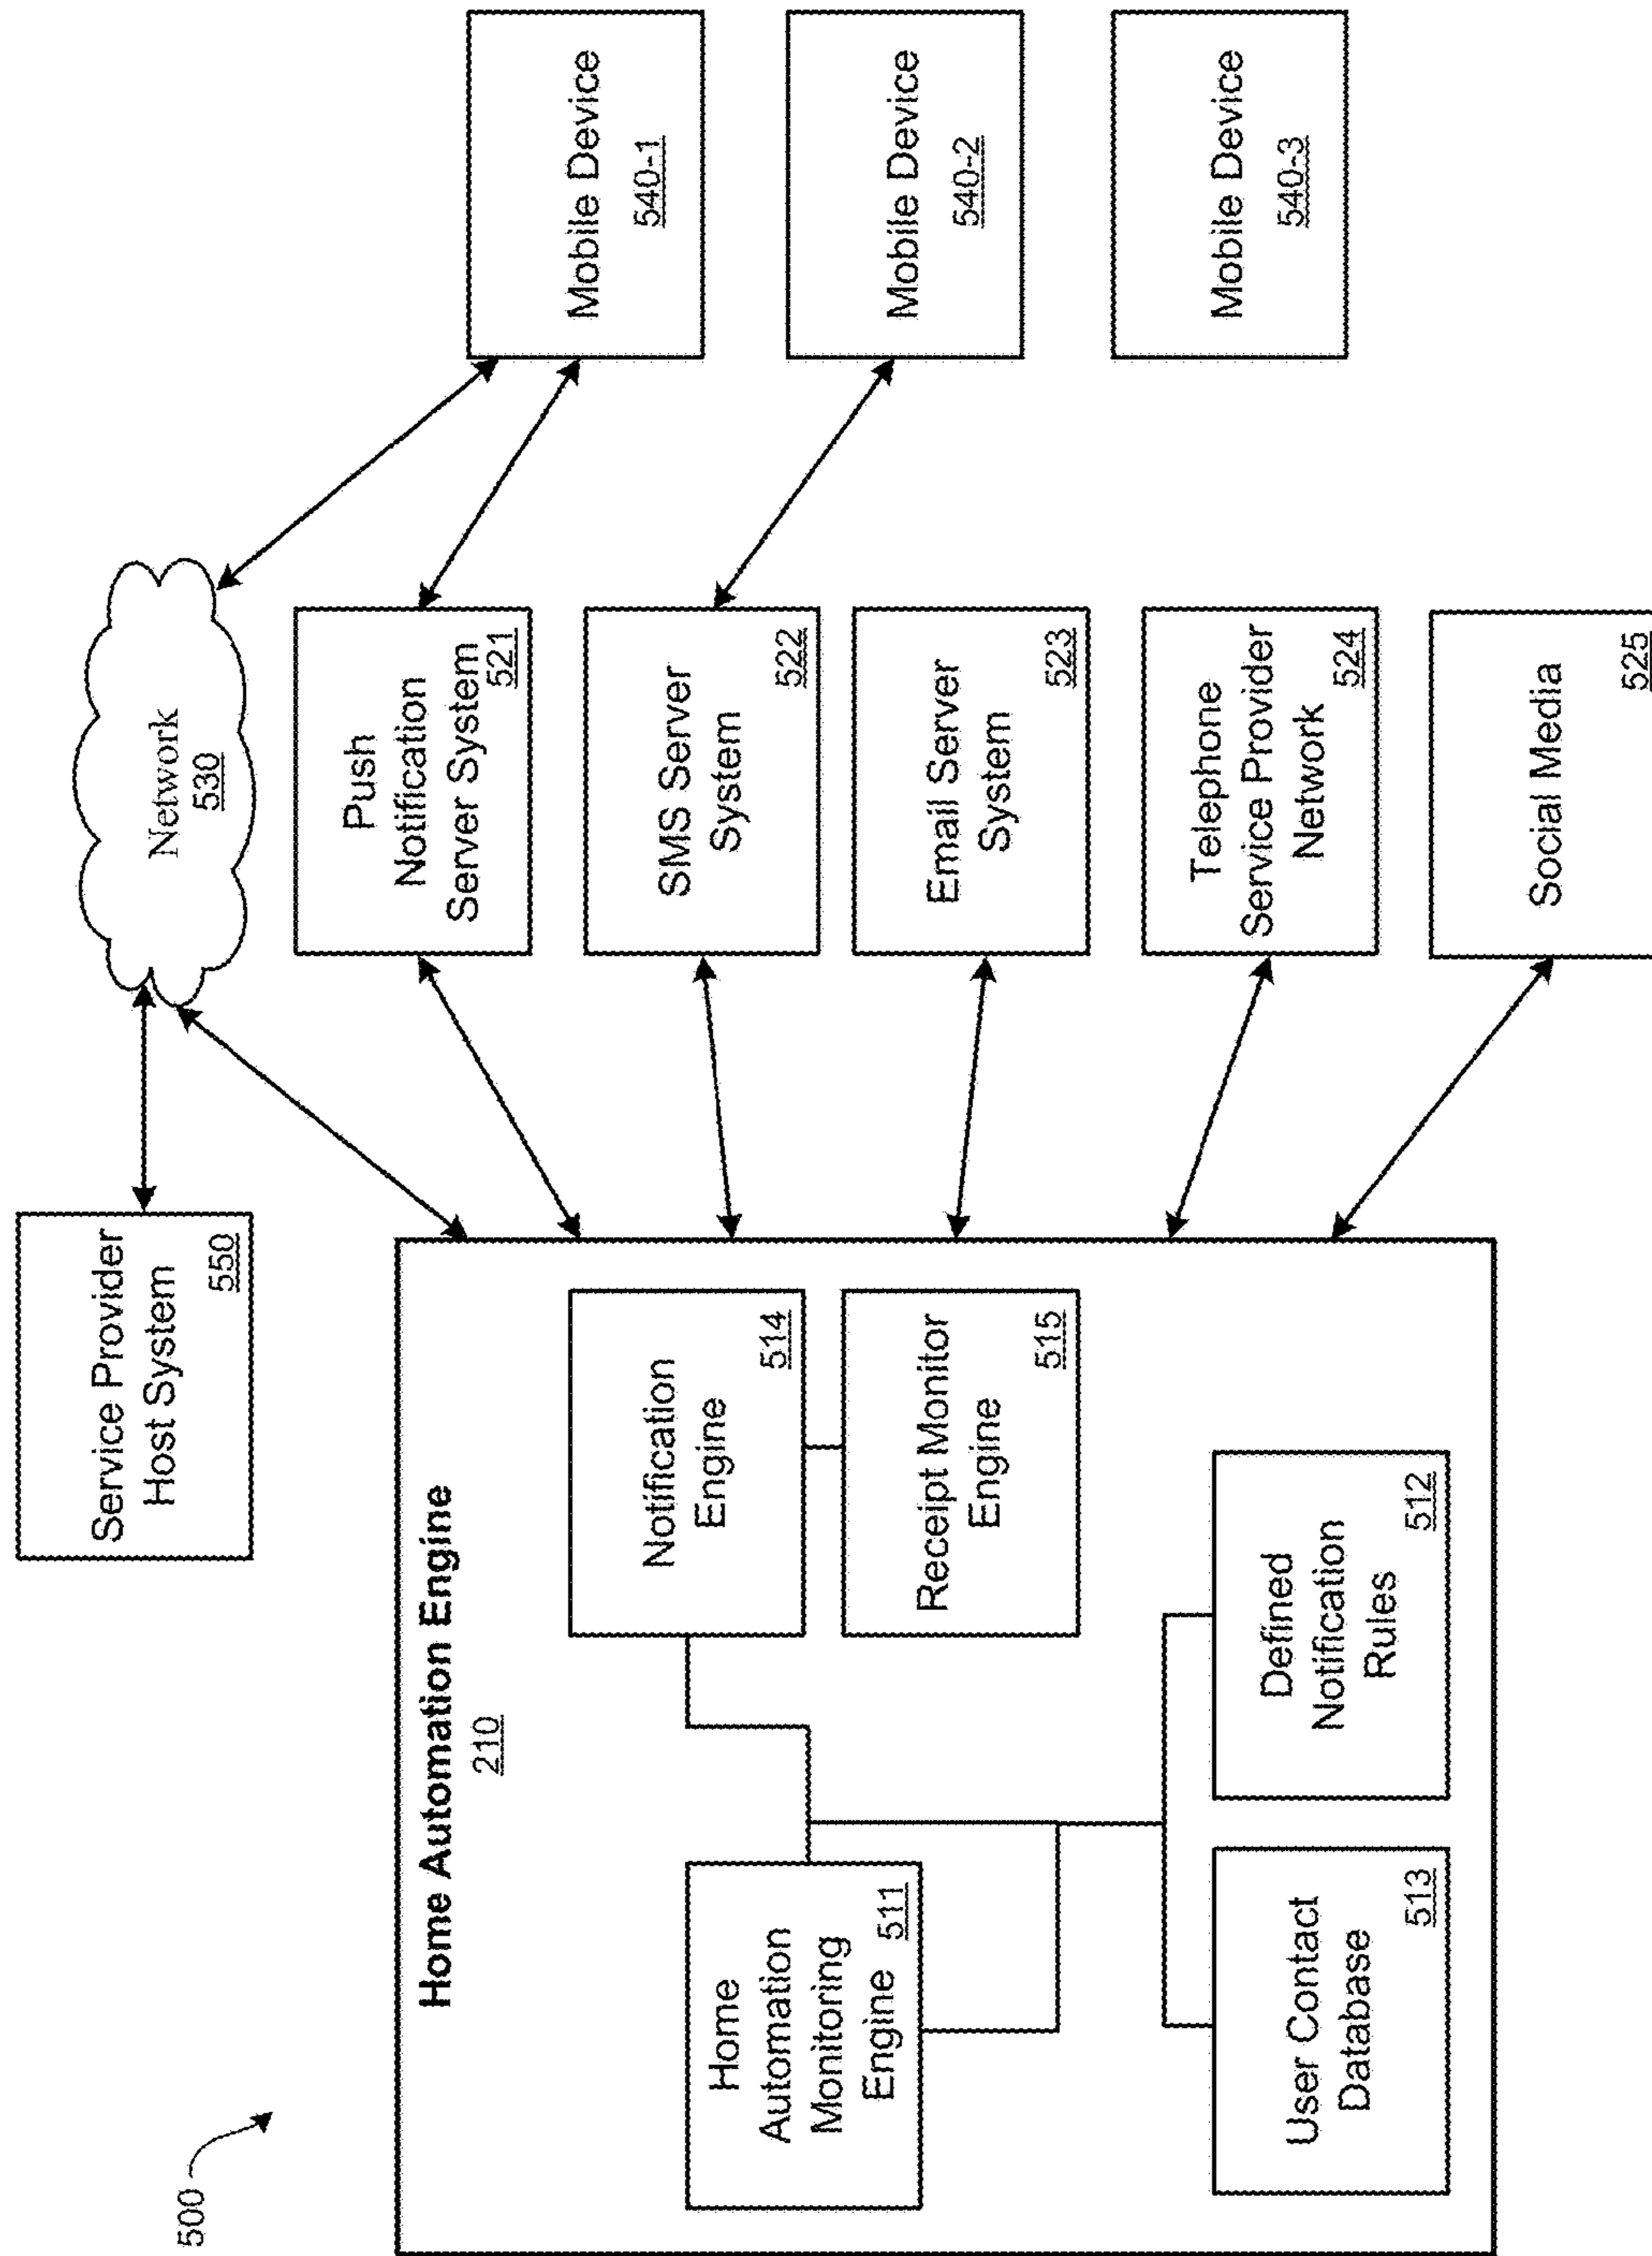 500
Service Provider
Host System
550
Network
530
Home Automation Engine
210
Home
Automation
Monitoring
Engine 511
User Contact
Database
513
Defined
Notification
Rules
512
Notification
Engine
514
Receipt Monitor
Engine
515
Push
Notification
Server System
521
SMS Server
System
522
Email Server
System
523
Telephone
Service Provider
Network
524
Social Media
525
Mobile Device
540-1
Mobile Device
540-2
Mobile Device
540-3